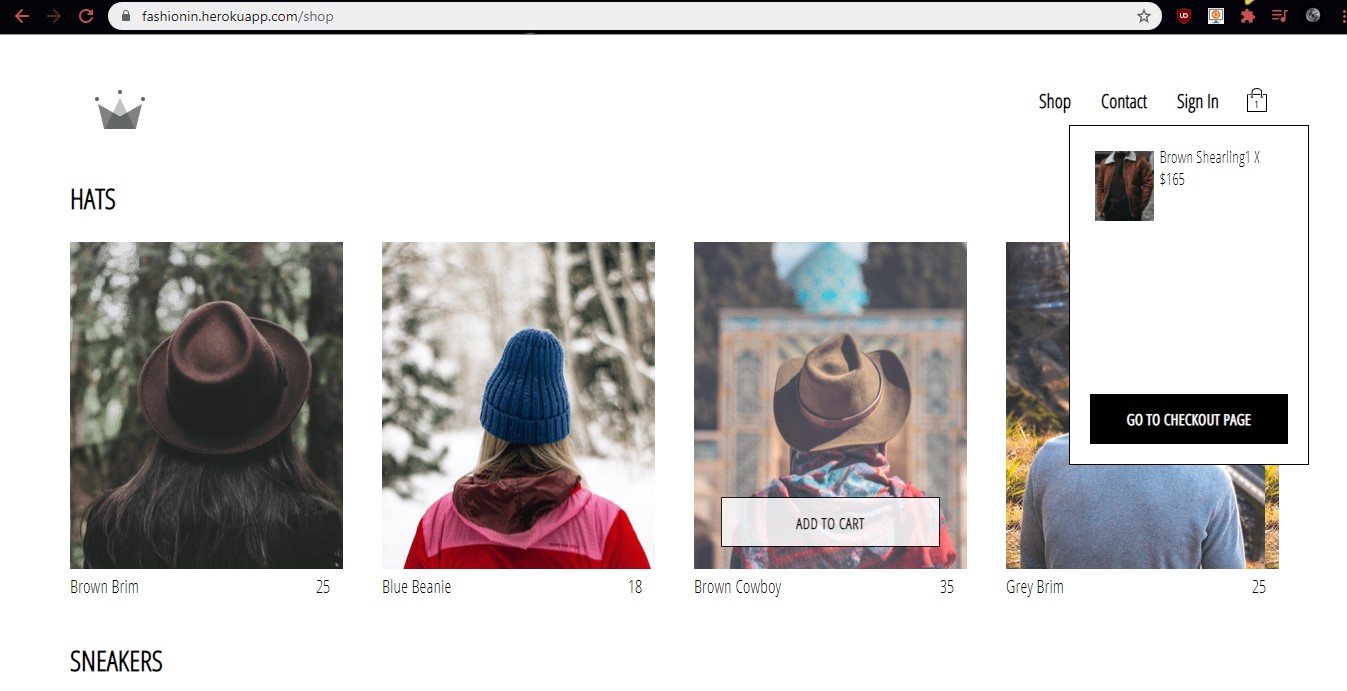 fashionin.herokuapp.com/shop
Shop Contact Sign In 1
Brown Shearling1 X
$165
HATS
GO TO CHECKOUT PAGE
ADD TO CART
Brown Brim 25
Blue Beanie 18
Brown Cowboy 35
Grey Brim 25
SNEAKERS